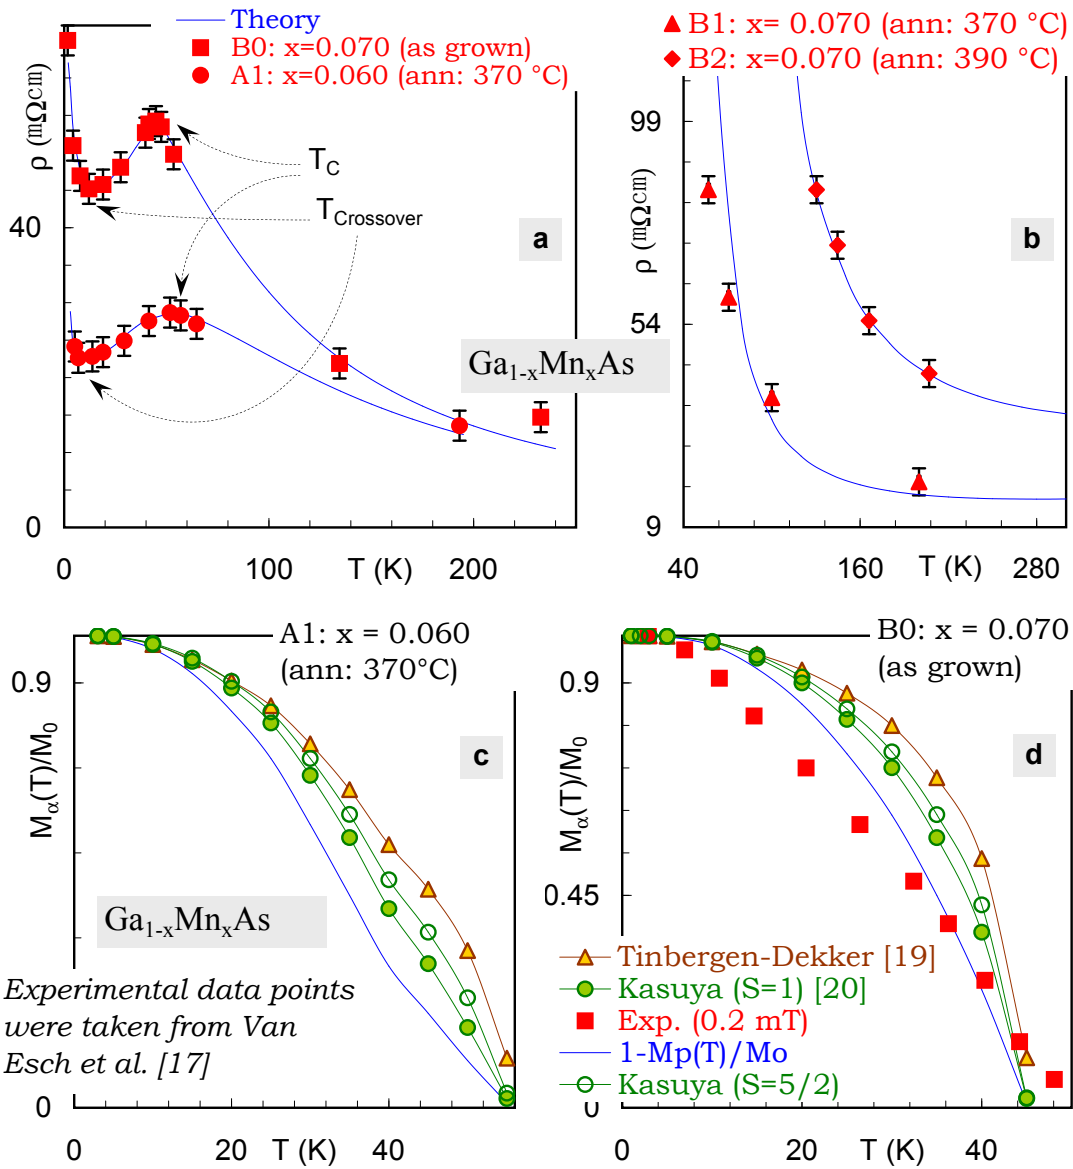 Theory
B0: x=0.070 (as grown)
A1: x=0.060 (ann: 370 °C)
ρ (mΩcm)
40
0
T_C
T_Crossover
a
0
100
200
T (K)
B1: x= 0.070 (ann: 370 °C)
B2: x=0.070 (ann: 390 °C)
ρ (mΩcm)
99
54
9
b
40
160
280
T (K)
Ga1-xMnxAs
A1: x = 0.060
(ann: 370°C)
Mα(T)/M0
0.9
0
c
Ga1-xMnxAs
Experimental data points
were taken from Van
Esch et al. [17]
20
40
0
T (K)
B0: x = 0.070
(as grown)
Mα(T)/M0
0.9
0.45
0
d
Tinbergen-Dekker [19]
Kasuya (S=1) [20]
Exp. (0.2 mT)
1-Mp(T)/Mo
Kasuya (S=5/2)
0
20
40
T (K)